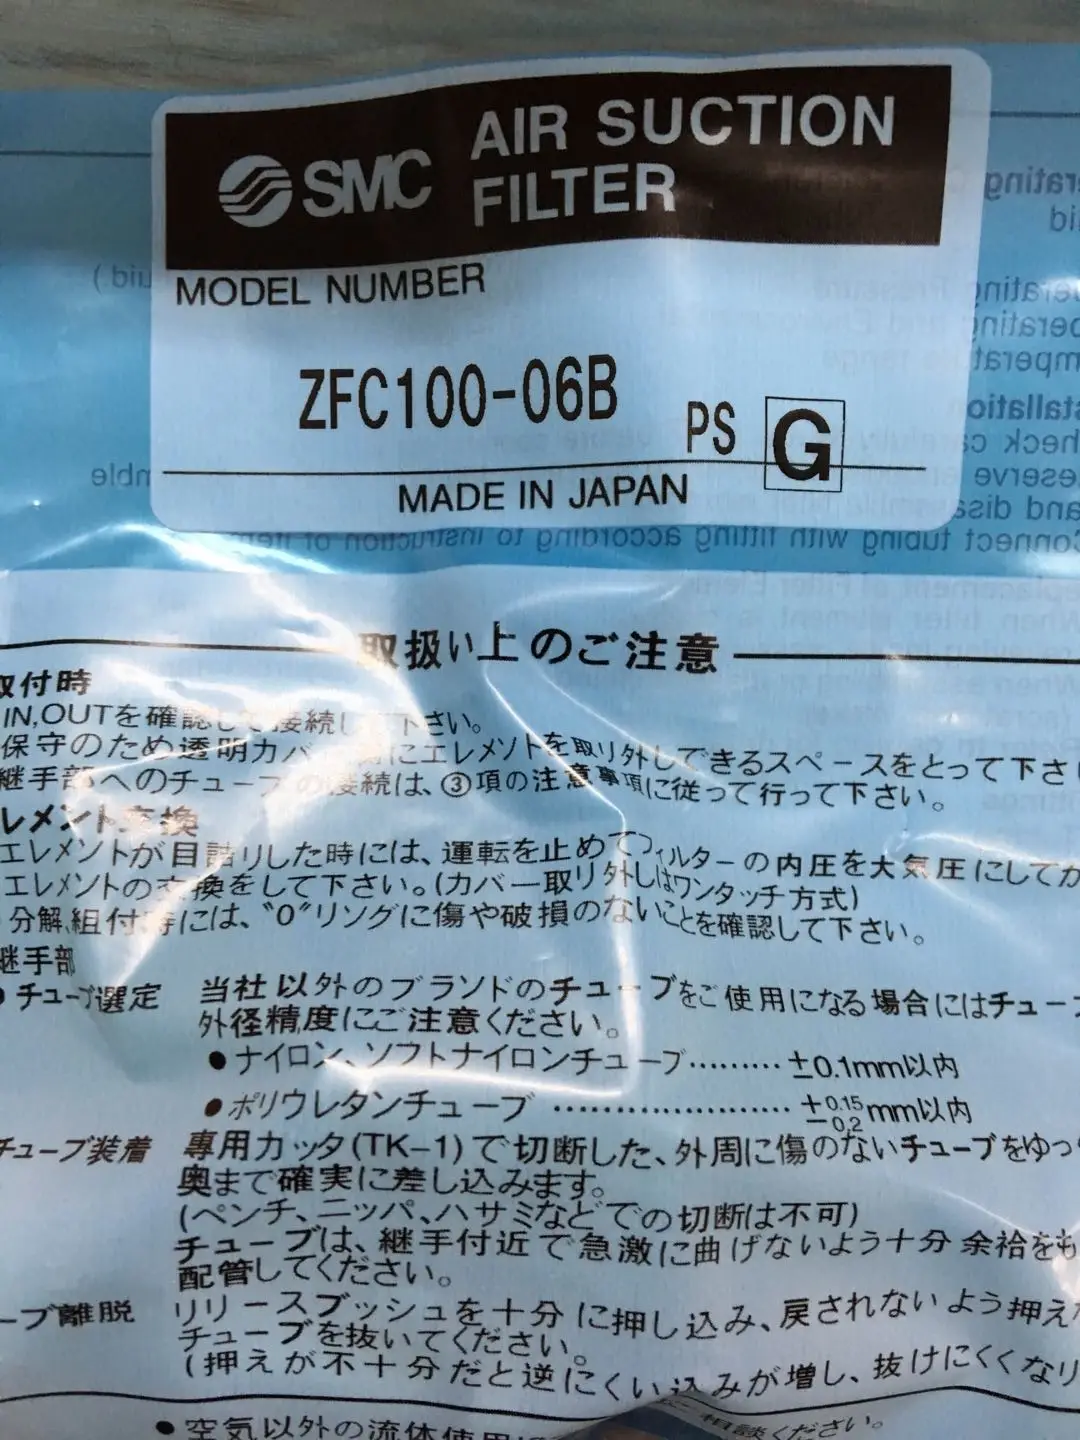 SMC AIR SUCTION
FILTER
MODEL NUMBER
ZFC100-06B
PS G
MADE IN JAPAN
取扱い上のご注意
取付時
IN,OUTを確認して接続して下さい。
保守のため透明カバー側にエレメントを取り外しできるスペースをとって下さい
継手部へのチューブの接続は、③項の注意事項に従って行って下さい。
レメント交換
エレメントが目詰りした時には、運転を止めてフィルターの内圧を大気圧にしてか
エレメントの交換をして下さい。(カバー取り外しはワンタッチ方式)
分解、組付時には、"O"リングに傷や破損のないことを確認して下さい。
継手部
チューブ選定 当社以外のブランドのチューブをご使用になる場合にはチューブ
外径精度にご注意ください。
●ナイロン、ソフトナイロンチューブ………±0.1mm以内
●ポリウレタンチューブ ……………………+0.15 −0.2 mm以内
チューブ装着 専用カッタ(TK−1)で切断した、外周に傷のないチューブをゆっ
奥まで確実に差し込みます。
(ペンチ、ニッパ、ハサミなどでの切断は不可)
チューブは、継手付近で急激に曲げないよう十分余裕をも
配管してください。
ーブ離脱 リリースブッシュを十分に押し込み、戻されないよう押え
チューブを抜いてください。
(押えが不十分だと逆にくい込みが増し、抜けにくくなり
●空気以外の流体使用
相談ください。